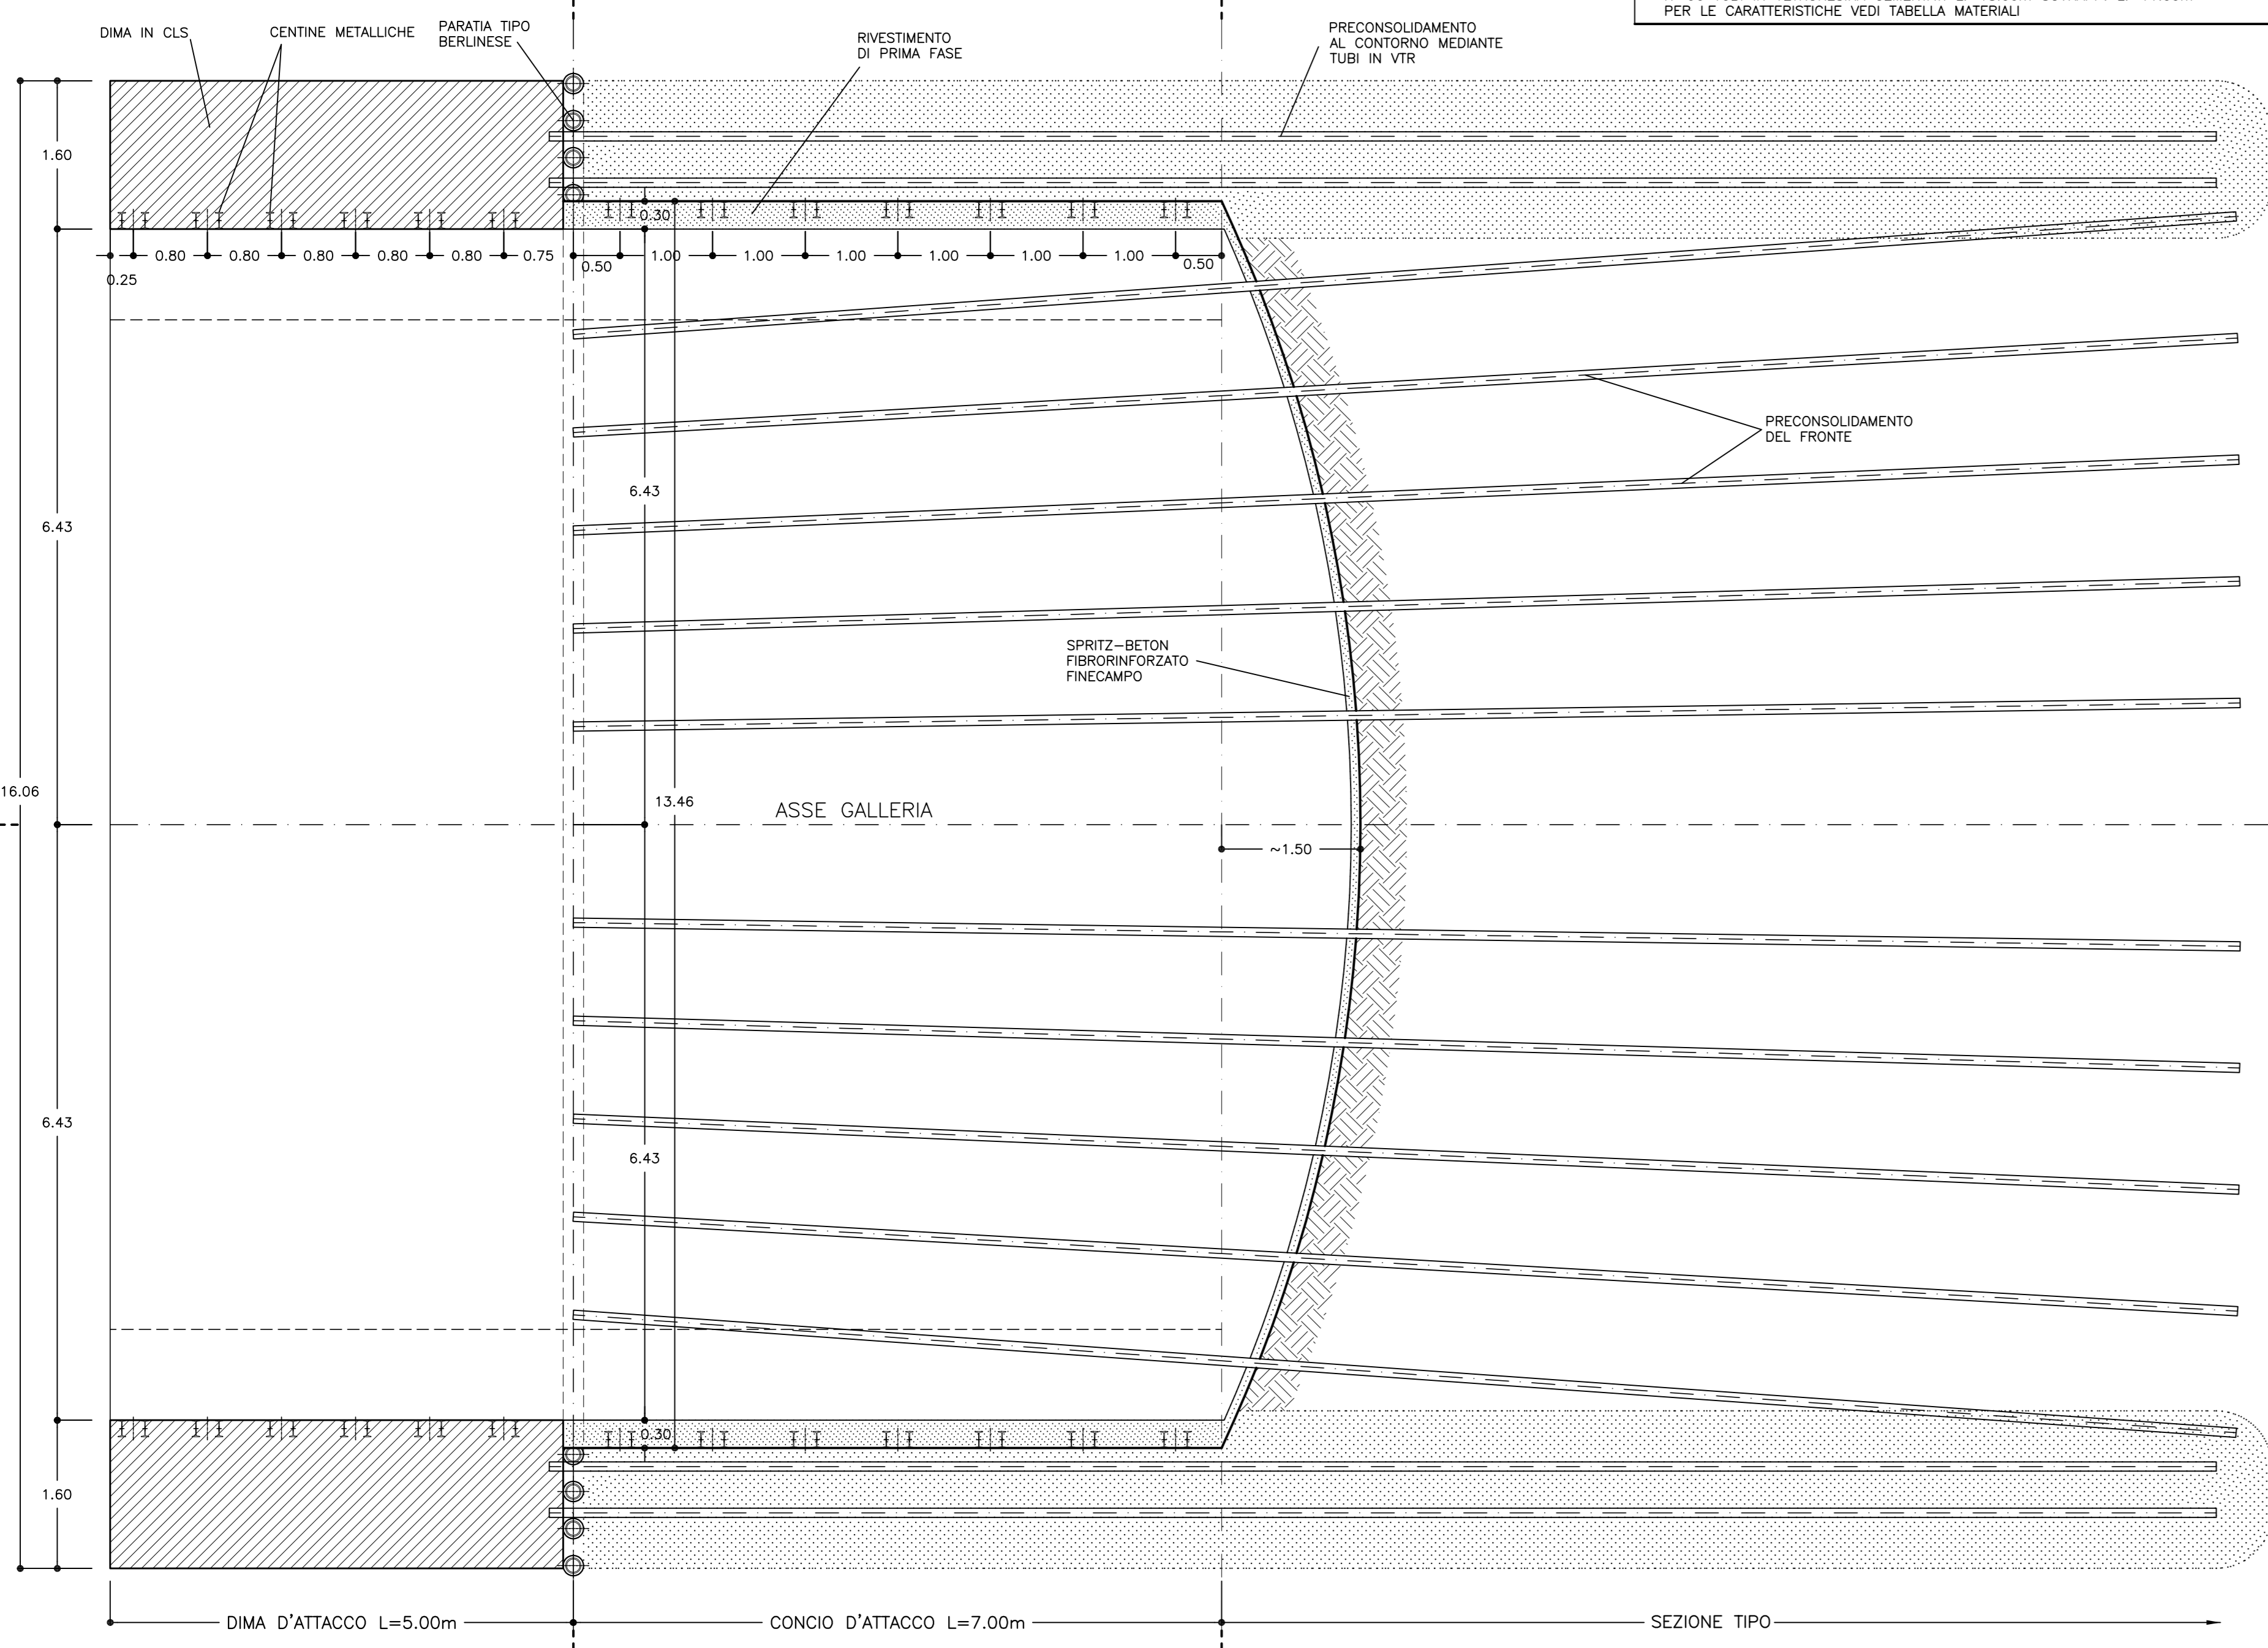 PER LE CARATTERISTICHE VEDI TABELLA MATERIALI
DIMA IN CLS
CENTINE METALLICHE
PARATIA TIPO
BERLINESE
RIVESTIMENTO
DI PRIMA FASE
PRECONSOLIDAMENTO
AL CONTORNO MEDIANTE
TUBI IN VTR
1.60
0.30
0.80
0.80
0.80
0.80
0.80
0.75
0.50
1.00
1.00
1.00
1.00
1.00
1.00
0.50
0.25
PRECONSOLIDAMENTO
DEL FRONTE
6.43
6.43
SPRITZ-BETON
FIBRORINFORZATO
FINECAMPO
16.06
13.46
ASSE GALLERIA
~1.50
6.43
6.43
0.30
1.60
DIMA D'ATTACCO L=5.00m
CONCIO D'ATTACCO L=7.00m
SEZIONE TIPO